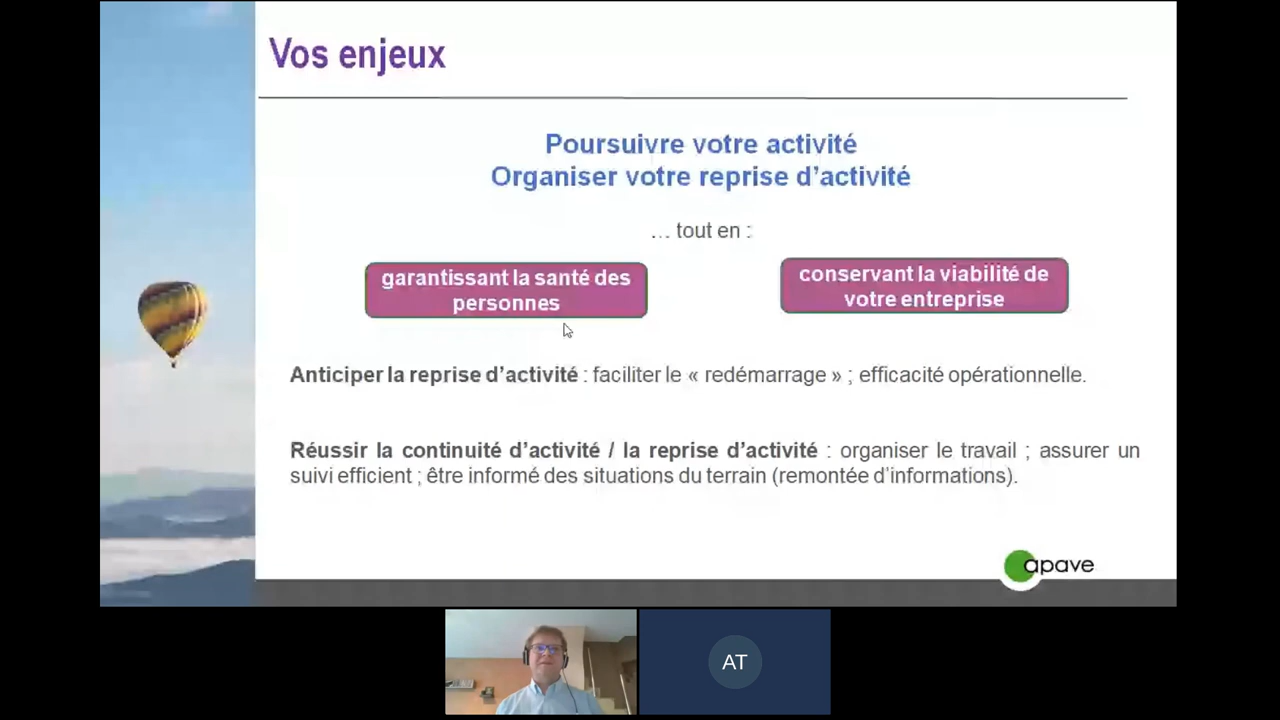 Vos enjeux
Poursuivre votre activité
Organiser votre reprise d’activité
… tout en :
garantissant la santé des
personnes
conservant la viabilité de
votre entreprise
Anticiper la reprise d’activité : faciliter le « redémarrage » ; efficacité opérationnelle.
Réussir la continuité d’activité / la reprise d’activité : organiser le travail ; assurer un
suivi efficient ; être informé des situations du terrain (remontée d’informations).
apave
AT